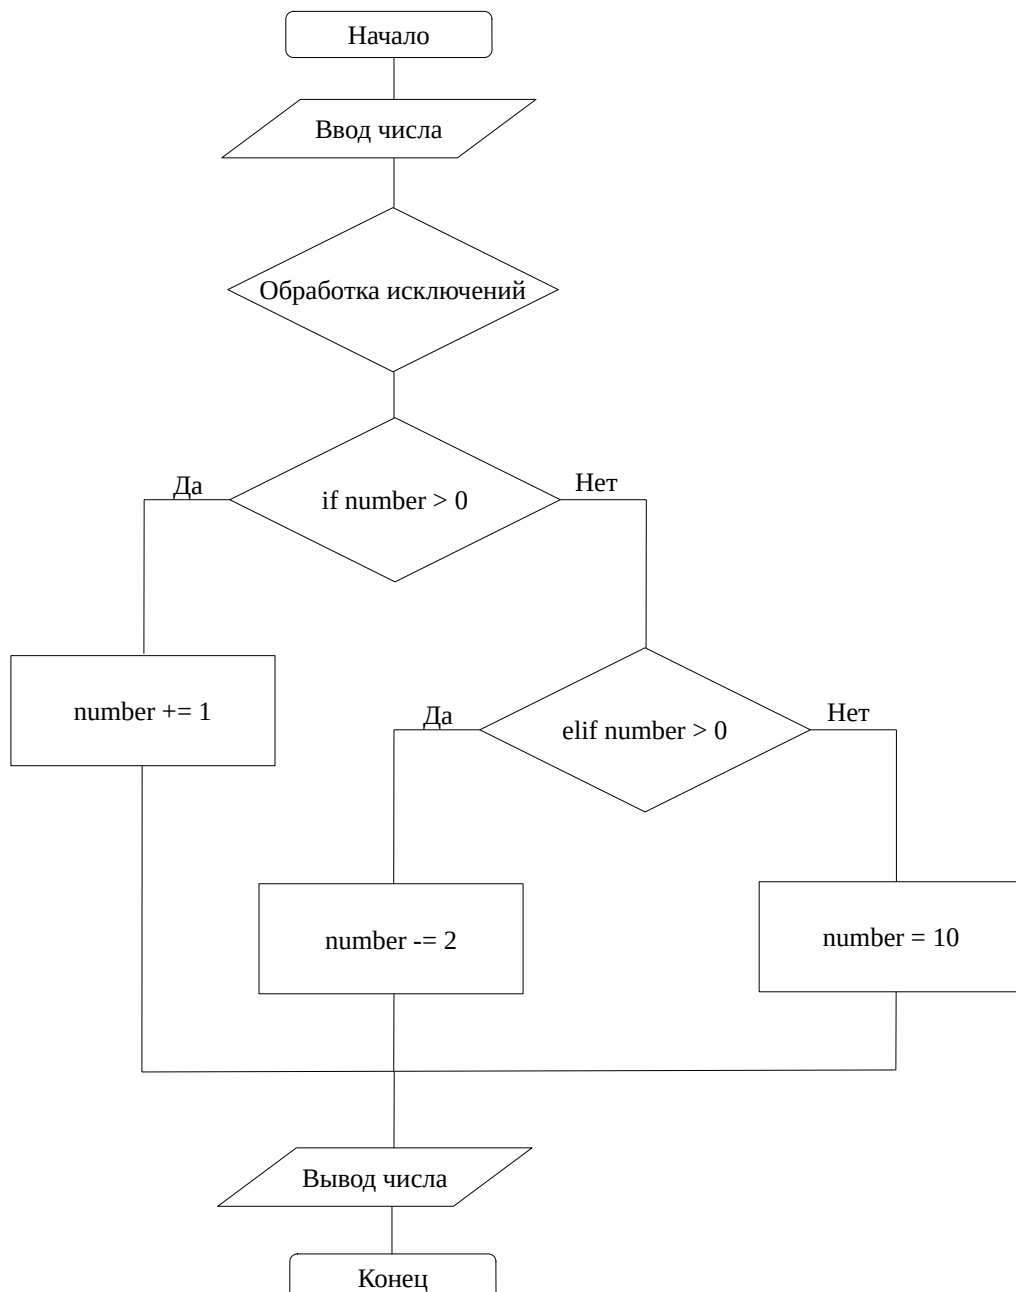 Начало
Ввод числа
Обработка исключений
Да
if number > 0
Нет
number += 1
Да
elif number > 0
Нет
number -= 2
number = 10
Вывод числа
Конец